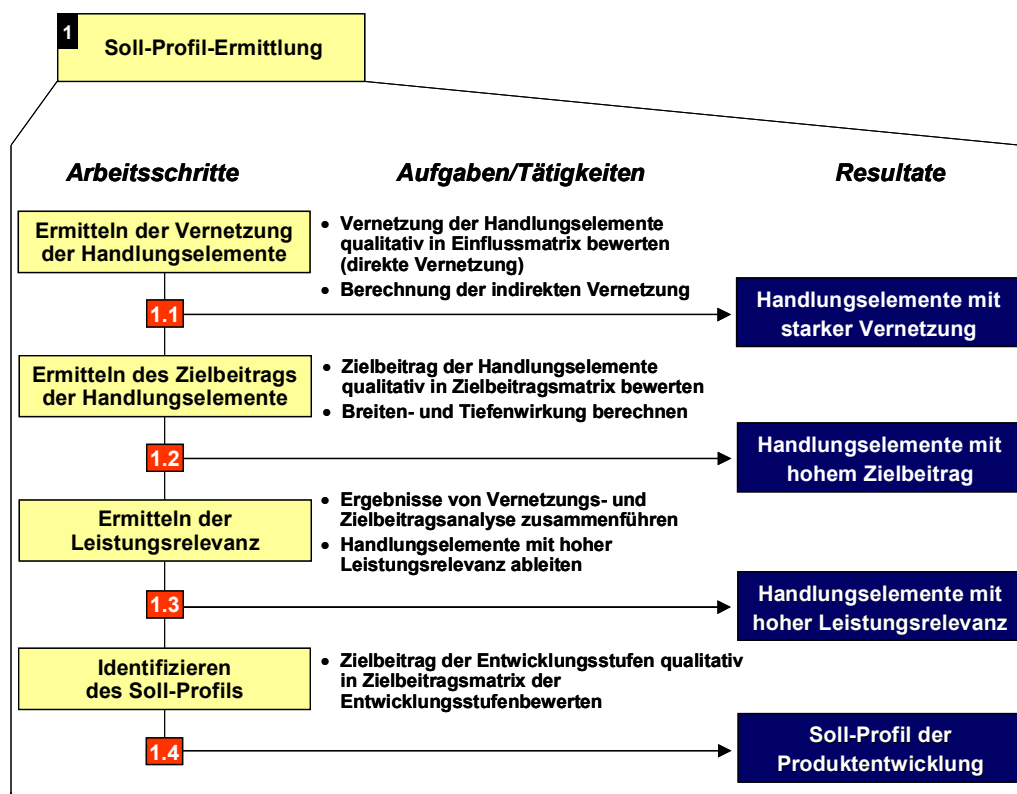 1
Soll-Profil-Ermittlung
Arbeitsschritte
Aufgaben/Tätigkeiten
Resultate
Ermitteln der Vernetzung
der Handlungselemente
• Vernetzung der Handlungselemente
qualitativ in Einflussmatrix bewerten
(direkte Vernetzung)
• Berechnung der indirekten Vernetzung
1.1
Handlungselemente mit
starker Vernetzung
Ermitteln des Zielbeitrags
der Handlungselemente
• Zielbeitrag der Handlungselemente
qualitativ in Zielbeitragsmatrix bewerten
• Breiten- und Tiefenwirkung berechnen
1.2
Handlungselemente mit
hohem Zielbeitrag
Ermitteln der
Leistungsrelevanz
• Ergebnisse von Vernetzungs- und
Zielbeitragsanalyse zusammenführen
• Handlungselemente mit hoher
Leistungsrelevanz ableiten
1.3
Handlungselemente mit
hoher Leistungsrelevanz
Identifizieren
des Soll-Profils
• Zielbeitrag der Entwicklungsstufen qualitativ
in Zielbeitragsmatrix der
Entwicklungsstufenbewerten
1.4
Soll-Profil der
Produktentwicklung